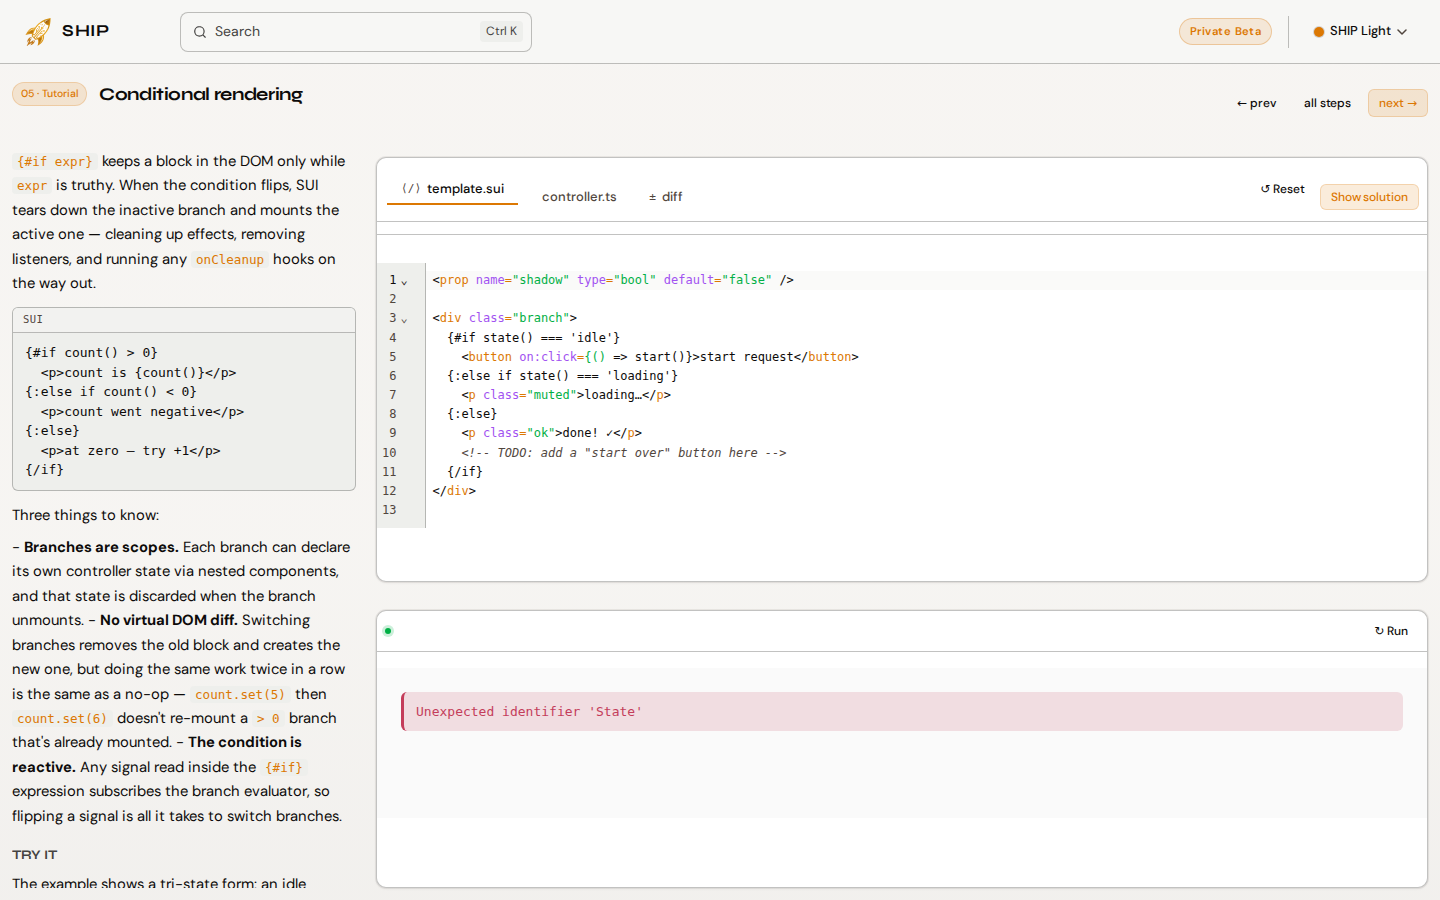 SHIP
Search
Ctrl K
Private Beta
SHIP Light
05 · Tutorial
Conditional rendering
← prev
all steps
next →
{#if expr} keeps a block in the DOM only while
expr is truthy. When the condition flips, SUI
tears down the inactive branch and mounts the
active one — cleaning up effects, removing
listeners, and running any onCleanup hooks on
the way out.
SUI
{#if count() > 0}
  <p>count is {count()}</p>
{:else if count() < 0}
  <p>count went negative</p>
{:else}
  <p>at zero — try +1</p>
{/if}
Three things to know:
- Branches are scopes. Each branch can declare
its own controller state via nested components,
and that state is discarded when the branch
unmounts. - No virtual DOM diff. Switching
branches removes the old block and creates the
new one, but doing the same work twice in a row
is the same as a no-op — count.set(5) then
count.set(6) doesn't re-mount a > 0 branch
that's already mounted. - The condition is
reactive. Any signal read inside the {#if}
expression subscribes the branch evaluator, so
flipping a signal is all it takes to switch branches.
TRY IT
The example shows a tri-state form: an idle
⟨/⟩ template.sui
controller.ts
± diff
↺ Reset
Show solution
1 <prop name="shadow" type="bool" default="false" />
2
3 <div class="branch">
4   {#if state() === 'idle'}
5     <button on:click={() => start()}>start request</button>
6   {:else if state() === 'loading'}
7     <p class="muted">loading…</p>
8   {:else}
9     <p class="ok">done! ✓</p>
10     <!-- TODO: add a "start over" button here -->
11   {/if}
12 </div>
13
↻ Run
Unexpected identifier 'State'